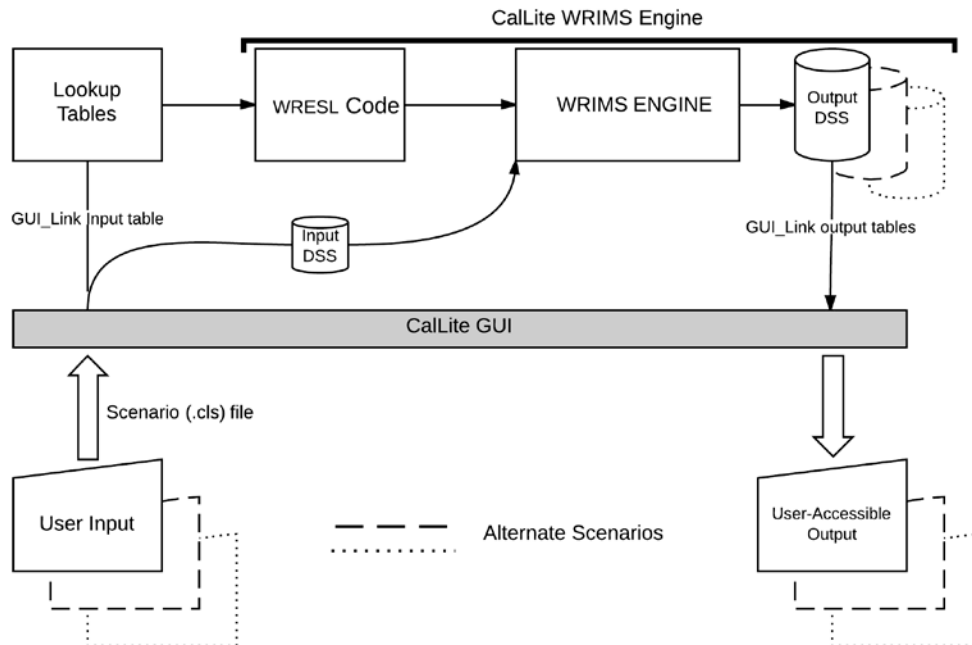 CalLite WRIMS Engine
Lookup
Tables
WRESL Code
WRIMS ENGINE
Output
DSS
GUI_Link Input table
Input
DSS
GUI_Link output tables
CalLite GUI
Scenario (.cls) file
User Input
Alternate Scenarios
User-Accessible
Output